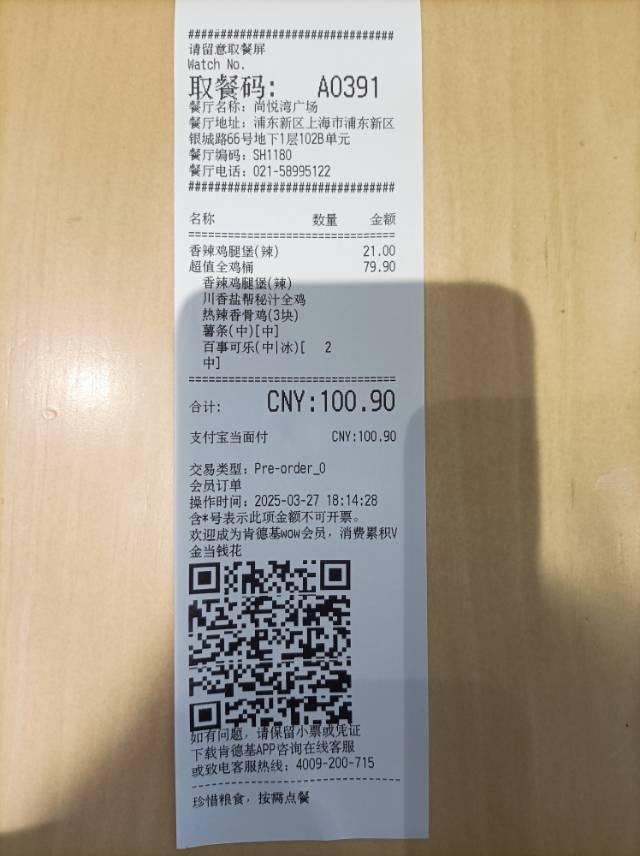 ################################
请留意取餐屏
Watch No.
取餐码: A0391
餐厅名称: 尚悦湾广场
餐厅地址: 浦东新区上海市浦东新区
银城路66号地下1层102B单元
餐厅编码: SH1180
餐厅电话: 021-58995122
################################
名称 数量 金额
================================
香辣鸡腿堡(辣) 21.00
超值全鸡桶 79.90
香辣鸡腿堡(辣)
川香盐帮秘汁全鸡
热辣香骨鸡(3块)
薯条(中)[中]
百事可乐(中|冰)[ 2
中]
================================
合计: CNY:100.90
支付宝当面付 CNY:100.90
交易类型: Pre-order_0
会员订单
操作时间: 2025-03-27 18:14:28
含*号表示此项金额不可开票。
欢迎成为肯德基wow会员, 消费累积V
金当钱花
如有问题, 请保留小票或凭证
下载肯德基APP咨询在线客服
或致电客服热线: 4009-200-715
--------------------------------
珍惜粮食, 按需点餐